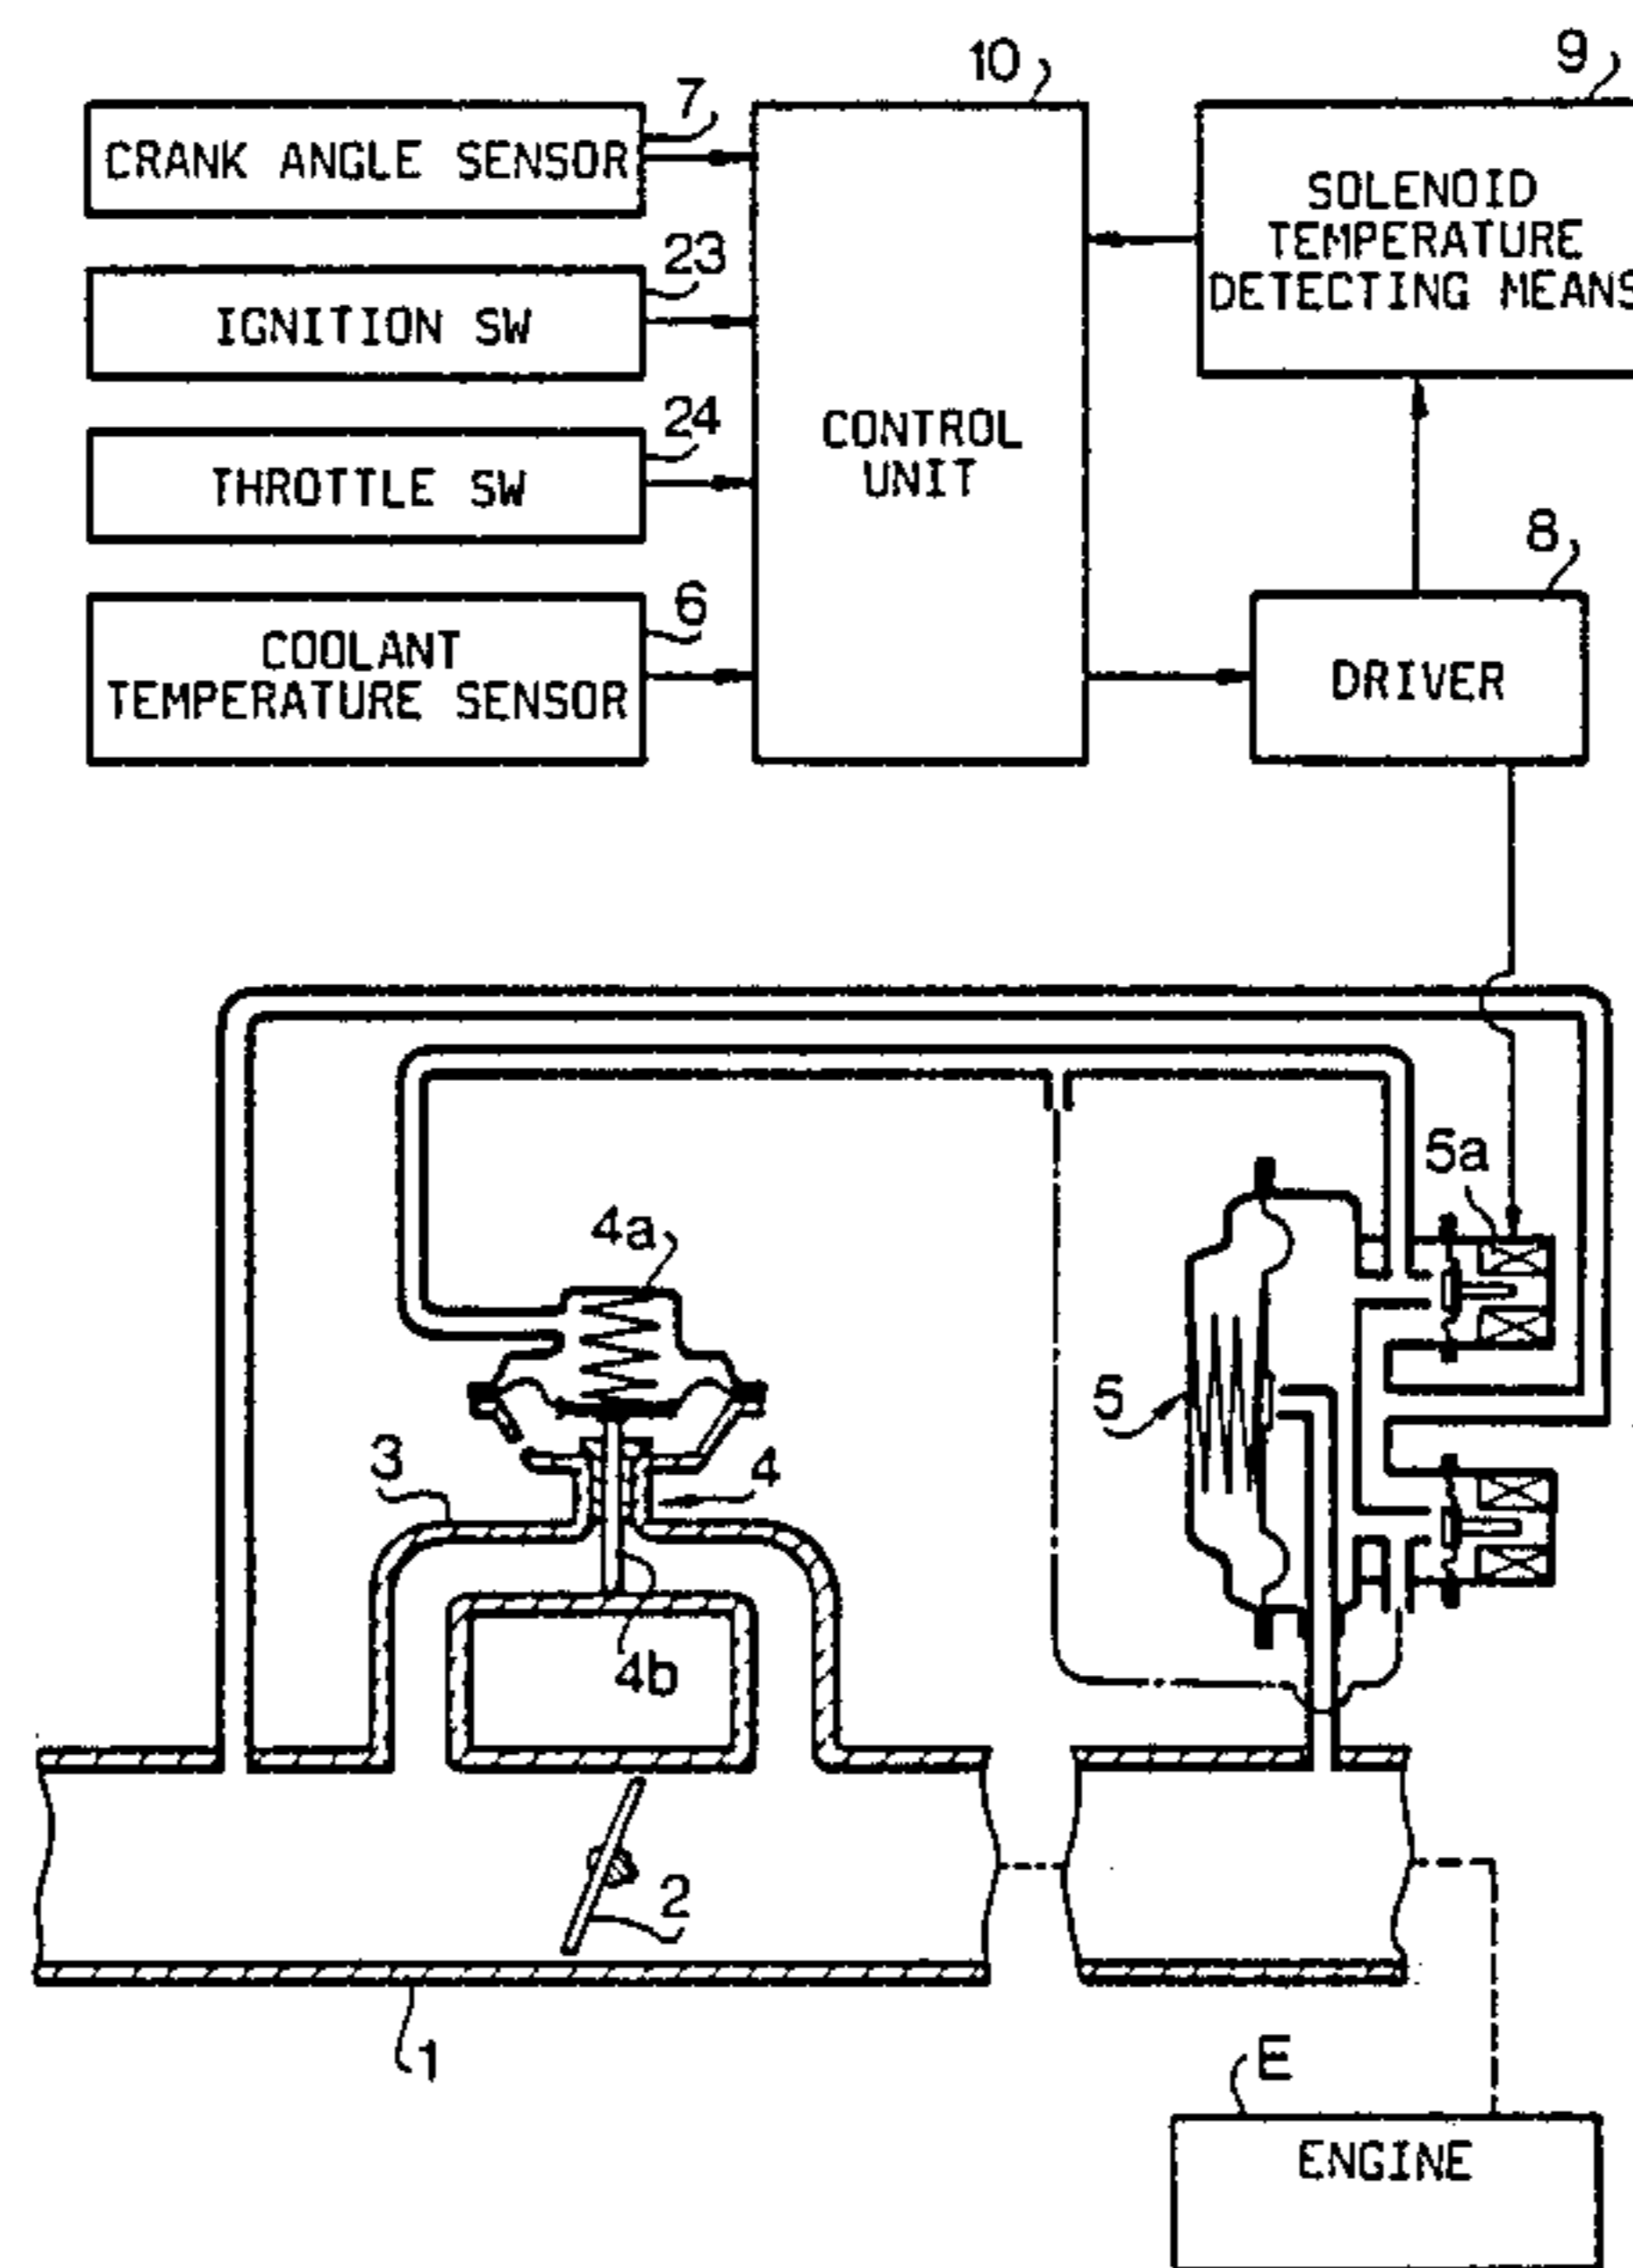 10
9
7
CRANK ANGLE SENSOR
SOLENOID
TEMPERATURE
DETECTING MEANS
23
IGNITION SW
24
THROTTLE SW
CONTROL
UNIT
8
6
COOLANT
TEMPERATURE SENSOR
DRIVER
5a
4a
5
3
4
4b
2
1
E
ENGINE